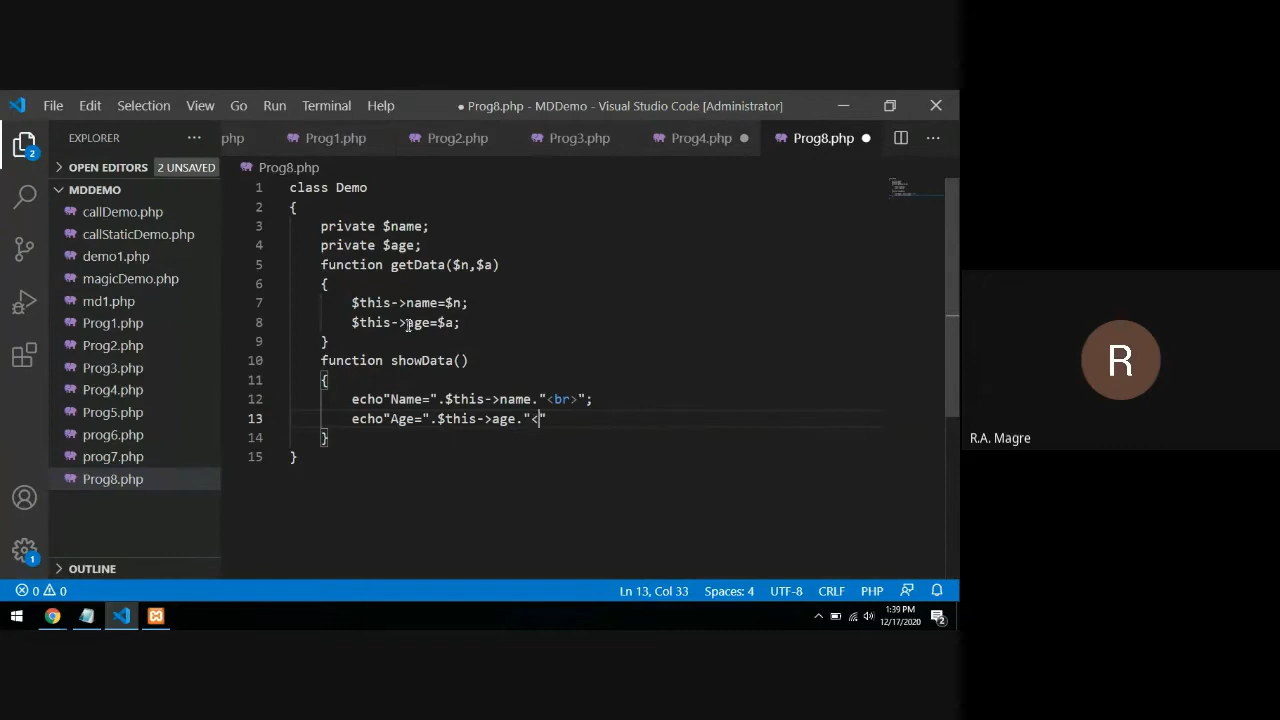 File Edit Selection View Go Run Terminal Help ● Prog8.php - MDDemo - Visual Studio Code [Administrator]
EXPLORER ··· php Prog1.php Prog2.php Prog3.php Prog4.php Prog8.php ···
2
OPEN EDITORS 2 UNSAVED
Prog8.php
MDDEMO
callDemo.php
callStaticDemo.php
demo1.php
magicDemo.php
md1.php
Prog1.php
Prog2.php
Prog3.php
Prog4.php
Prog5.php
prog6.php
prog7.php
Prog8.php
OUTLINE
1 class Demo
2 {
3 private $name;
4 private $age;
5 function getData($n,$a)
6 {
7 $this->name=$n;
8 $this->age=$a;
9 }
10 function showData()
11 {
12 echo"Name=".$this->name."<br>";
13 echo"Age=".$this->age."<"
14 }
15 }
R
R.A. Magre
1
0 0 Ln 13, Col 33 Spaces: 4 UTF-8 CRLF PHP
1:39 PM
12/17/2020
2